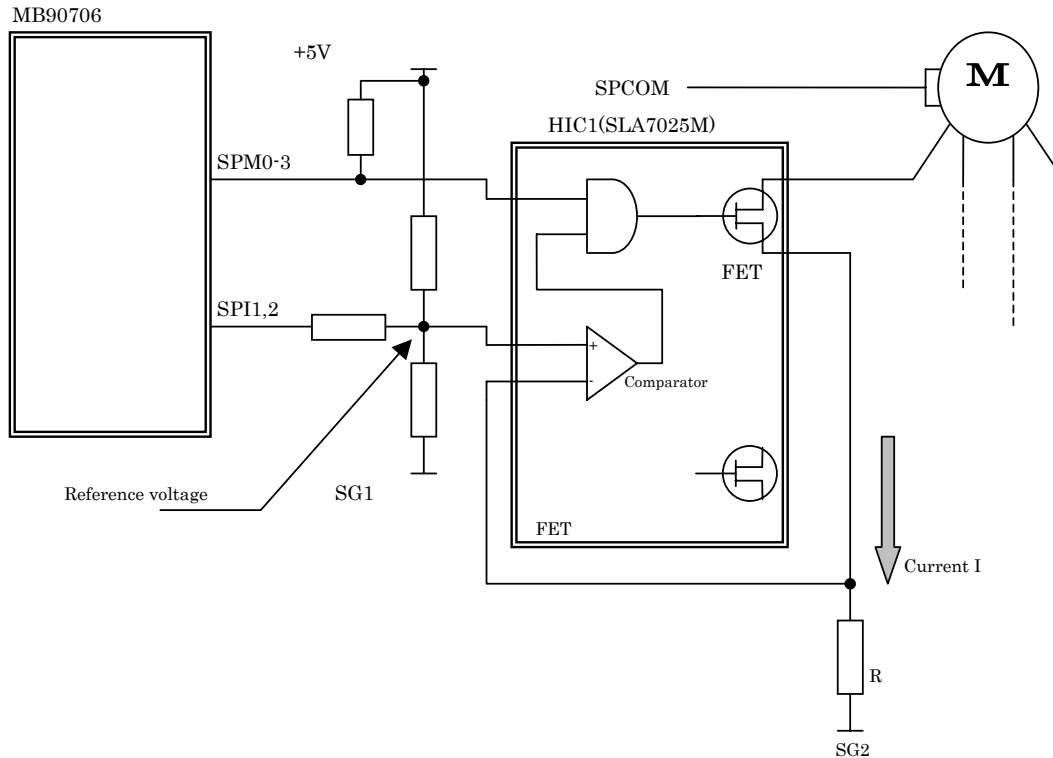 MB90706
+5V
SPCOM
M
HIC1(SLA7025M)
SPM0-3
FET
SPI1,2
+
Comparator
-
Reference voltage
SG1
FET
Current I
R
SG2